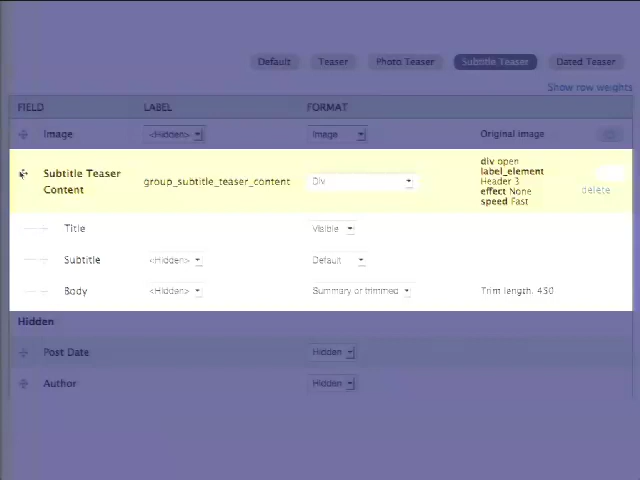 Default Teaser Photo Teaser Subtitle Teaser Dated Teaser
Show row weights
FIELD LABEL FORMAT
Image <Hidden> Image Original image
Subtitle Teaser
Content
group_subtitle_teaser_content Div
div open
label_element
Header 3
effect None
speed Fast
delete
Title Visible
Subtitle <Hidden> Default
Body <Hidden> Summary or trimmed Trim length: 450
Hidden
Post Date Hidden
Author Hidden